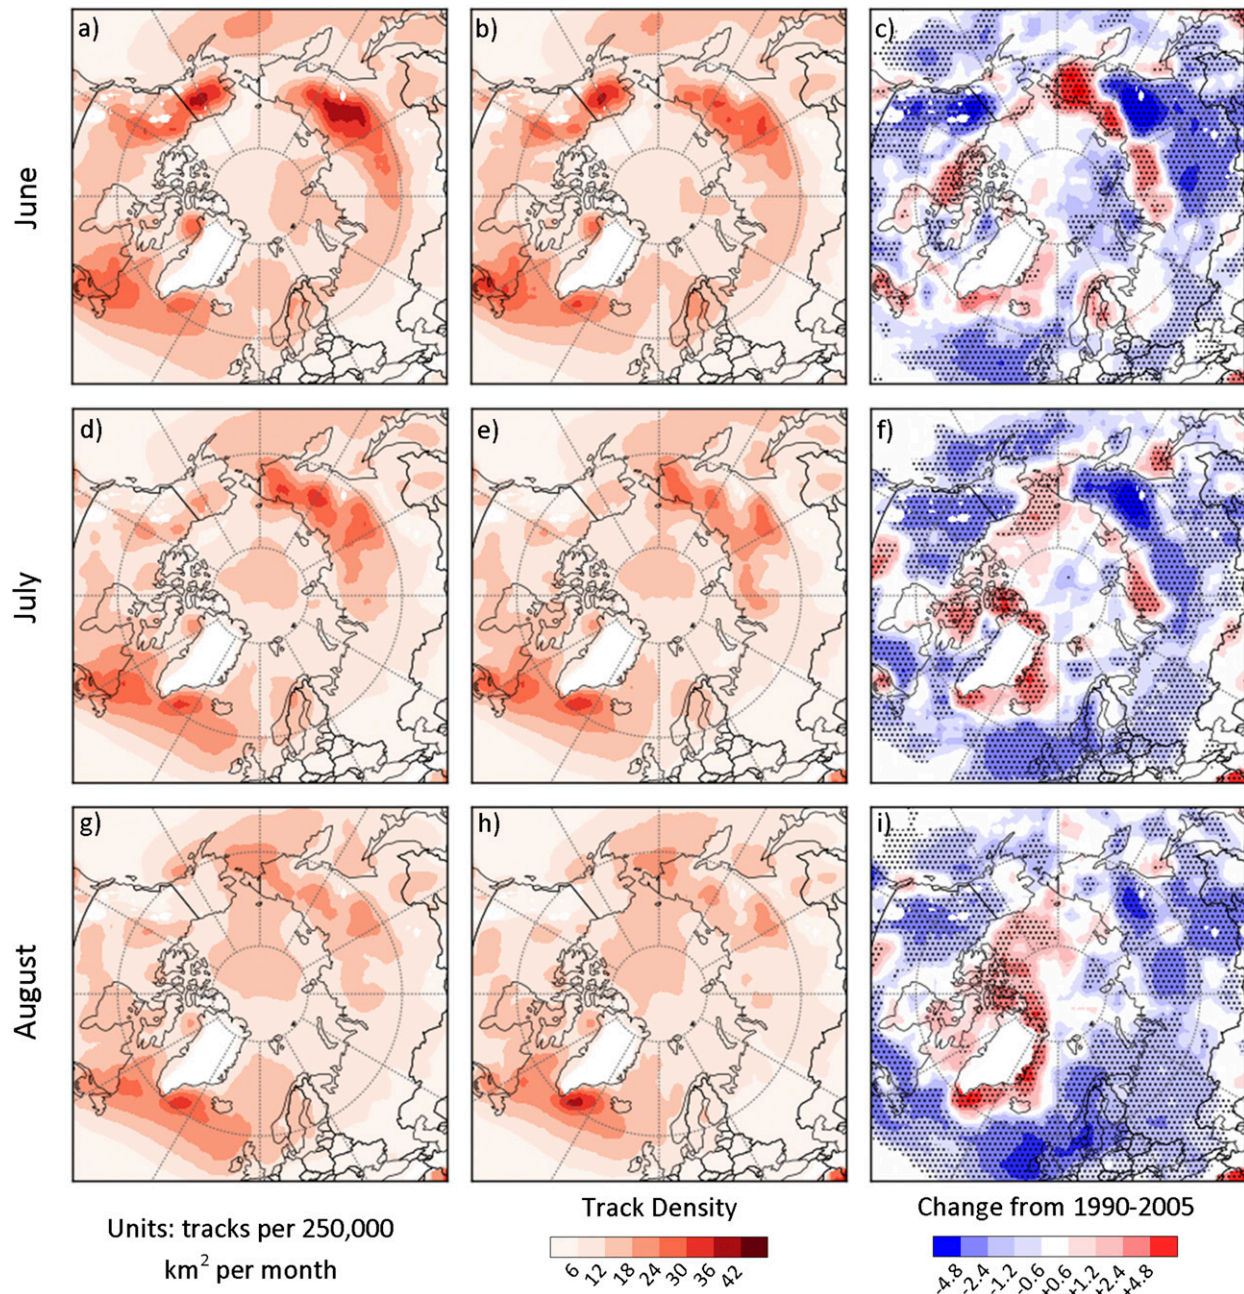 a)
b)
c)
June
d)
e)
f)
July
g)
h)
i)
August
Units: tracks per 250,000
km² per month
Track Density
6 12 18 24 30 36 42
Change from 1990-2005
-4.8 -2.4 -1.2 -0.6 +0.6 +1.2 +2.4 +4.8